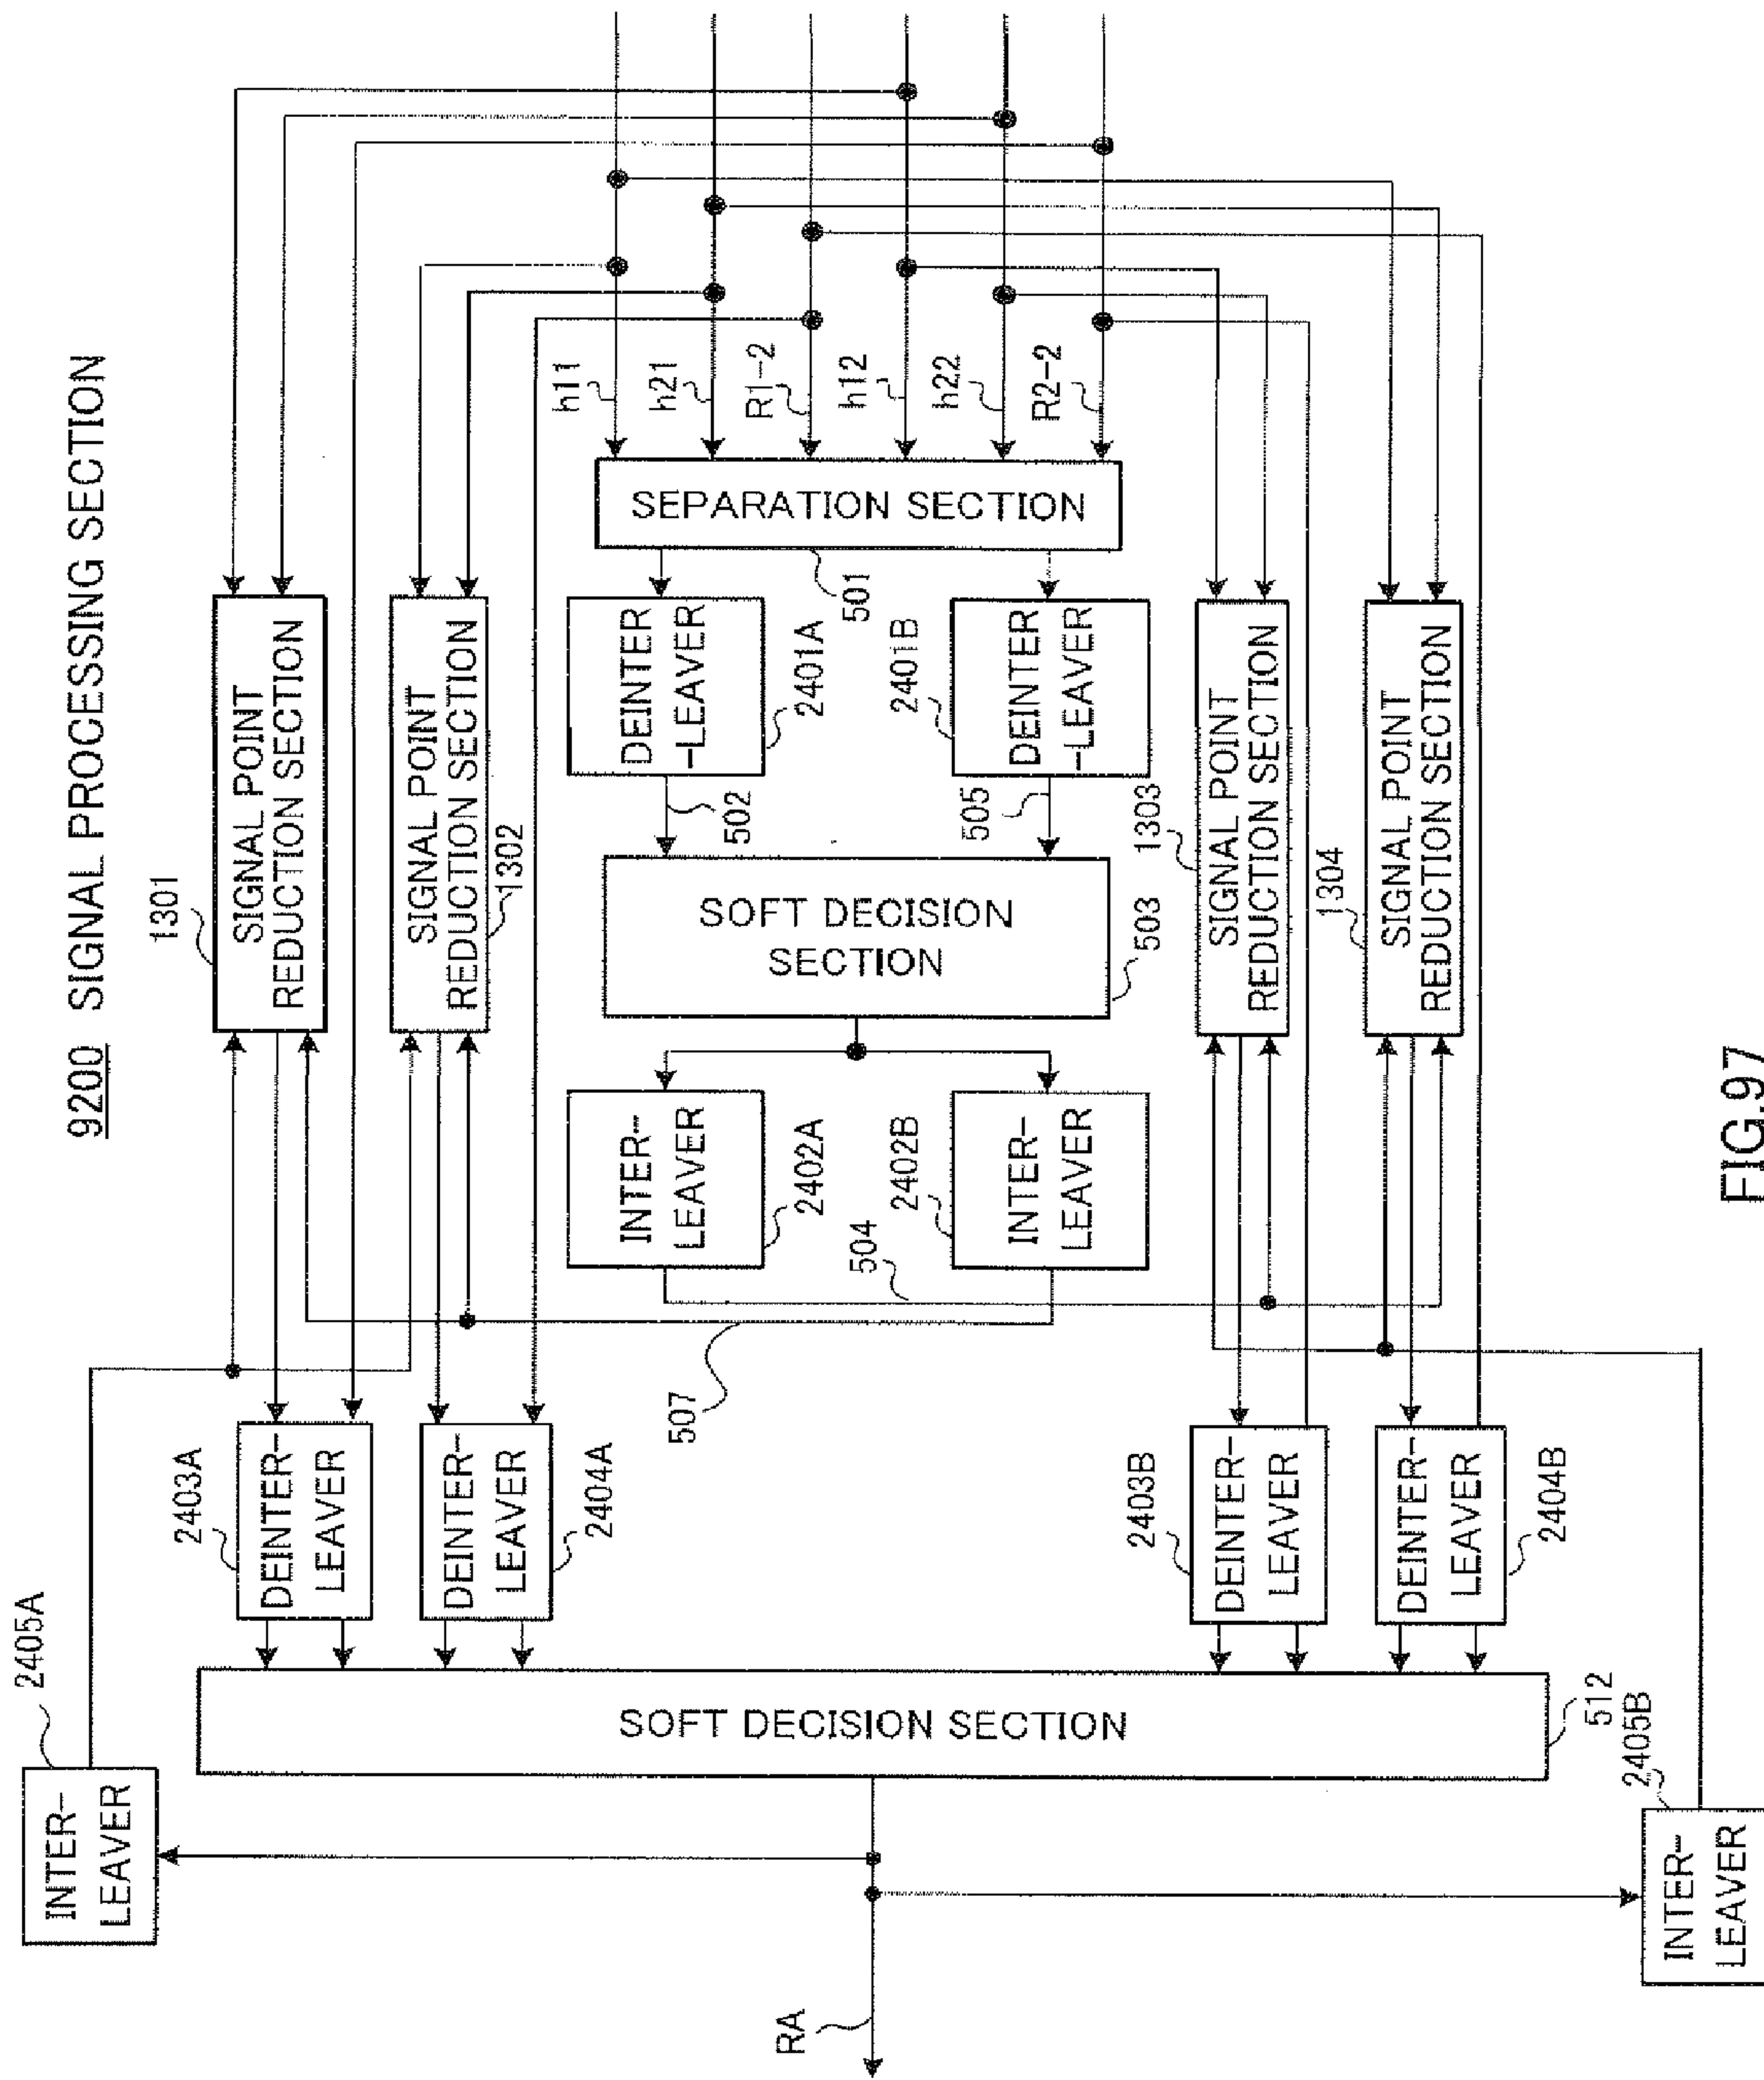 9200 SIGNAL PROCESSING SECTION
1301
SIGNAL POINT
REDUCTION SECTION
SIGNAL POINT
REDUCTION SECTION
1302
h11
h21
R1-2
h12
h22
R2-2
SEPARATION SECTION
501
DEINTER
-LEAVER
2401A
DEINTER
-LEAVER
2401B
502
505
SOFT DECISION
SECTION
503
INTER-
LEAVER
2402A
INTER-
LEAVER
2402B
504
507
1303
SIGNAL POINT
REDUCTION SECTION
1304
SIGNAL POINT
REDUCTION SECTION
2403A
DEINTER-
LEAVER
DEINTER-
LEAVER
2404A
2403B
DEINTER-
LEAVER
DEINTER-
LEAVER
2404B
SOFT DECISION SECTION
512
2405A
INTER-
LEAVER
2405B
INTER-
LEAVER
RA
FIG.97